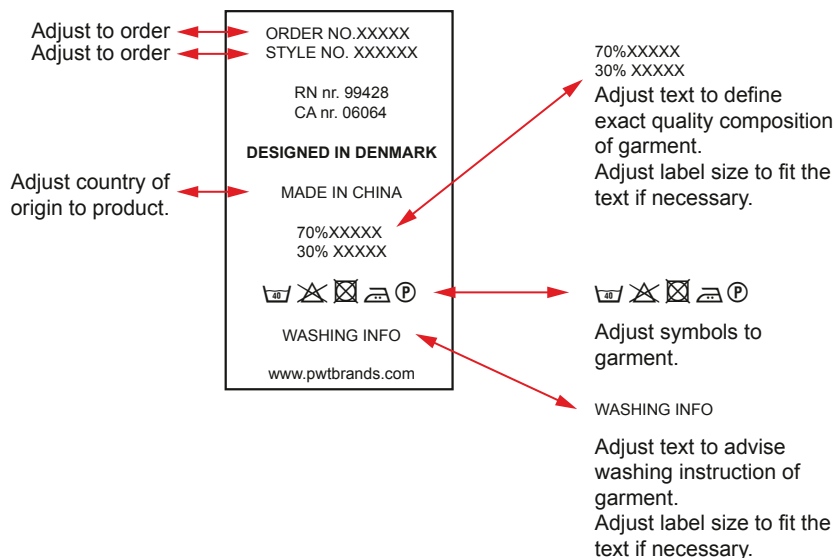 Adjust to order
Adjust to order
Adjust country of
origin to product.
ORDER NO.XXXXX
STYLE NO. XXXXXX
RN nr. 99428
CA nr. 06064
DESIGNED IN DENMARK
MADE IN CHINA
70%XXXXX
30% XXXXX
40
P
WASHING INFO
www.pwtbrands.com
70%XXXXX
30% XXXXX
Adjust text to define
exact quality composition
of garment.
Adjust label size to fit the
text if necessary.
40
P
Adjust symbols to
garment.
WASHING INFO
Adjust text to advise
washing instruction of
garment.
Adjust label size to fit the
text if necessary.